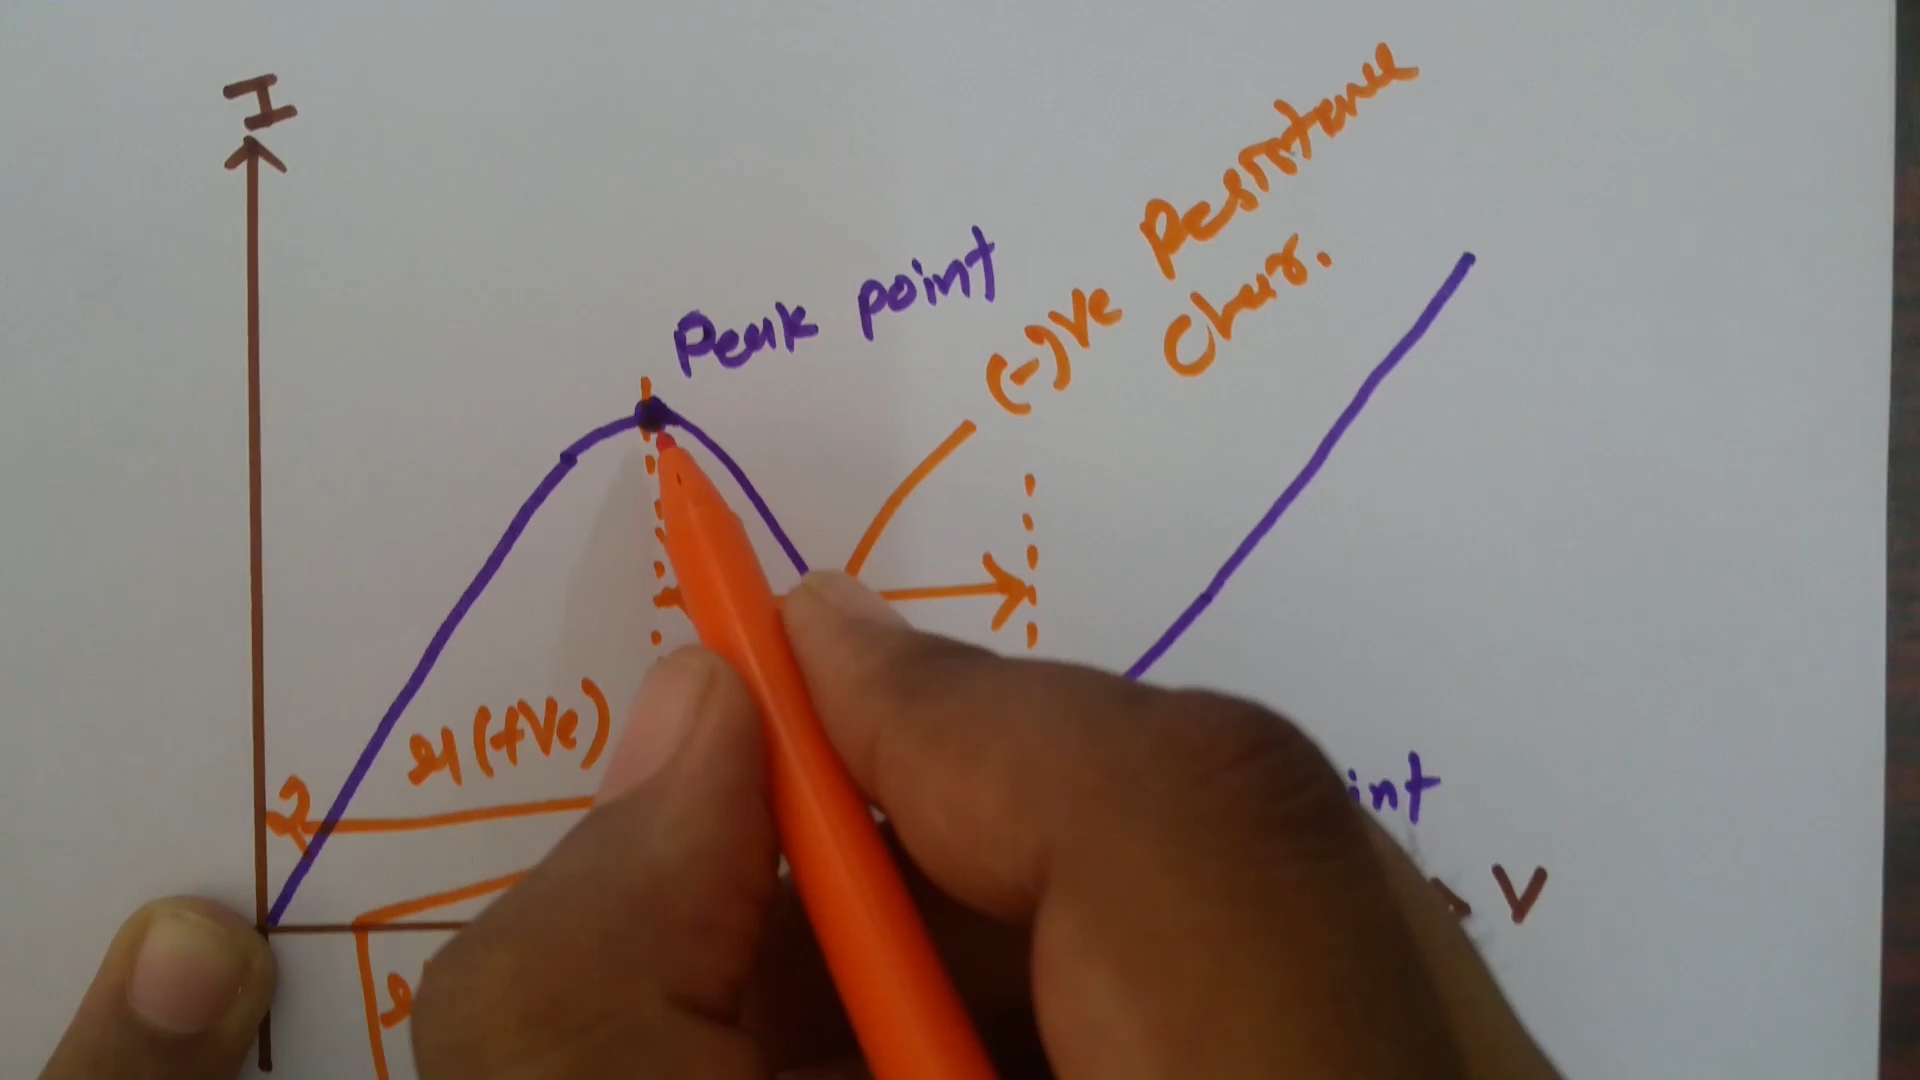 I
Peak point
(-)Ve Resistance
Char.
r(+Ve)
int
V